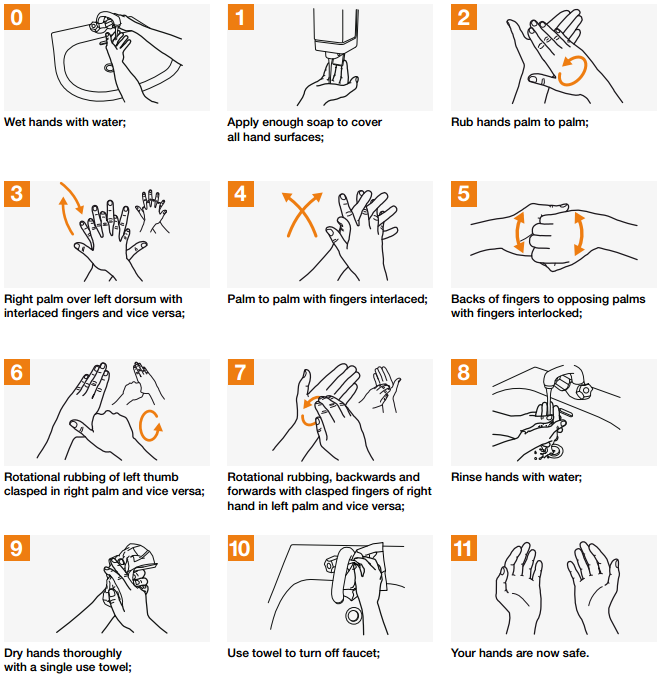 0
Wet hands with water;
1
Apply enough soap to cover
all hand surfaces;
2
Rub hands palm to palm;
3
Right palm over left dorsum with
interlaced fingers and vice versa;
4
Palm to palm with fingers interlaced;
5
Backs of fingers to opposing palms
with fingers interlocked;
6
Rotational rubbing of left thumb
clasped in right palm and vice versa;
7
Rotational rubbing, backwards and
forwards with clasped fingers of right
hand in left palm and vice versa;
8
Rinse hands with water;
9
Dry hands thoroughly
with a single use towel;
10
Use towel to turn off faucet;
11
Your hands are now safe.